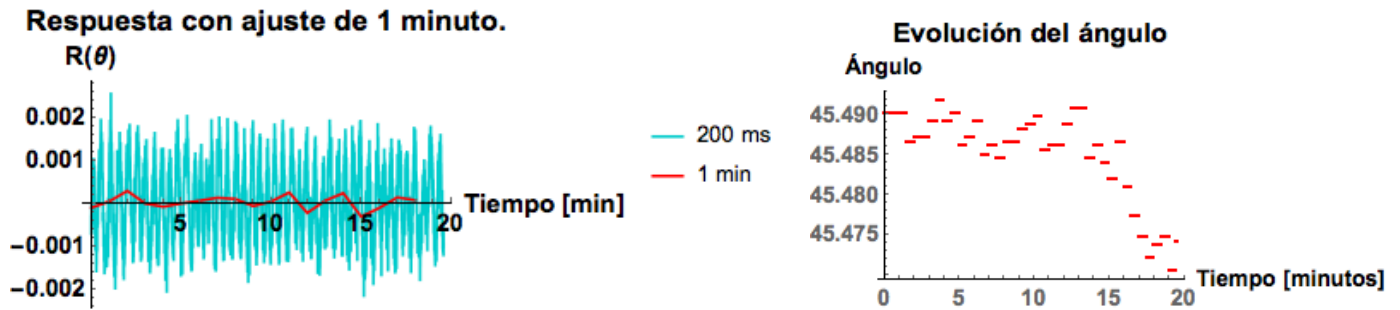 Respuesta con ajuste de 1 minuto.
R(θ)
0.002
0.001
-0.001
-0.002
5
10
15
20
Tiempo [min]
200 ms
1 min
Evolución del ángulo
Ángulo
45.490
45.485
45.480
45.475
0
5
10
15
20
Tiempo [minutos]